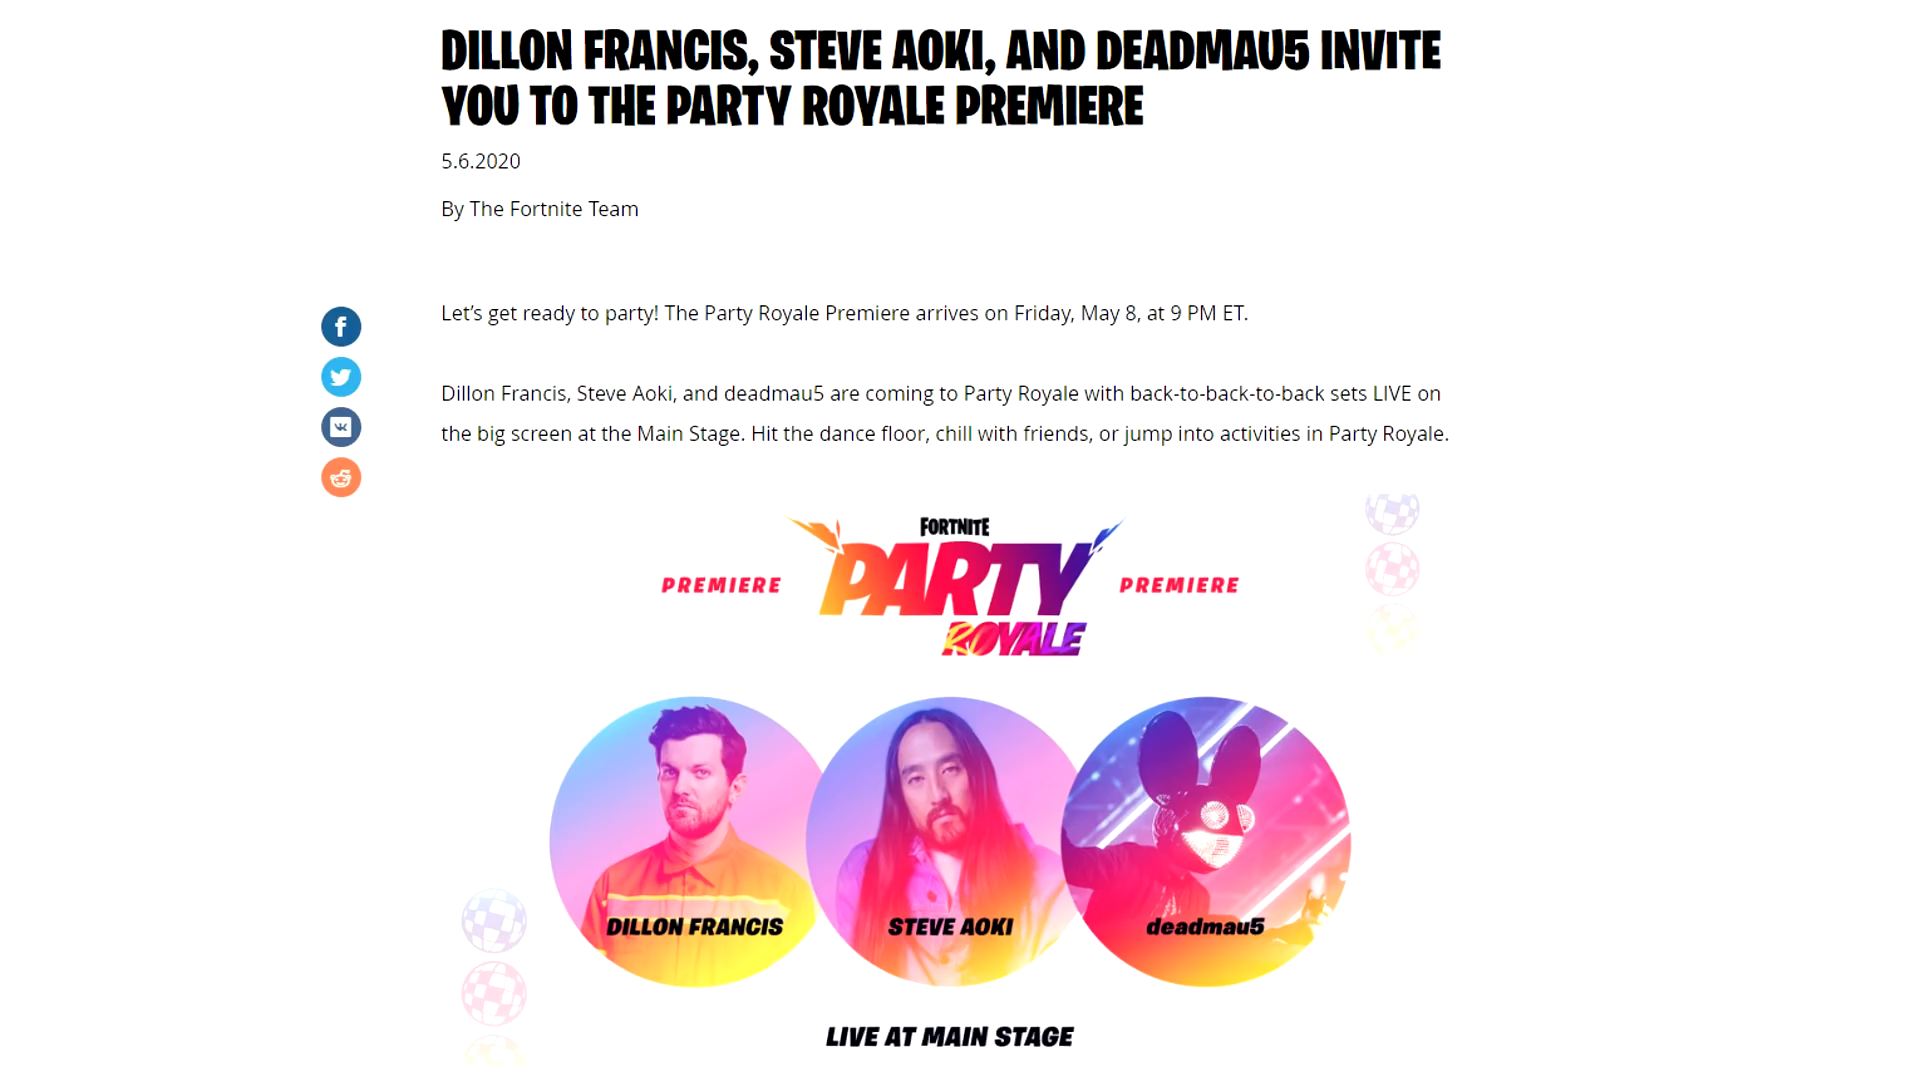 DILLON FRANCIS, STEVE AOKI, AND DEADMAU5 INVITE
YOU TO THE PARTY ROYALE PREMIERE
5.6.2020
By The Fortnite Team
Let’s get ready to party! The Party Royale Premiere arrives on Friday, May 8, at 9 PM ET.
Dillon Francis, Steve Aoki, and deadmau5 are coming to Party Royale with back-to-back-to-back sets LIVE on
the big screen at the Main Stage. Hit the dance floor, chill with friends, or jump into activities in Party Royale.
FORTNITE
PREMIERE PARTY PREMIERE
ROYALE
DILLON FRANCIS STEVE AOKI deadmau5
LIVE AT MAIN STAGE